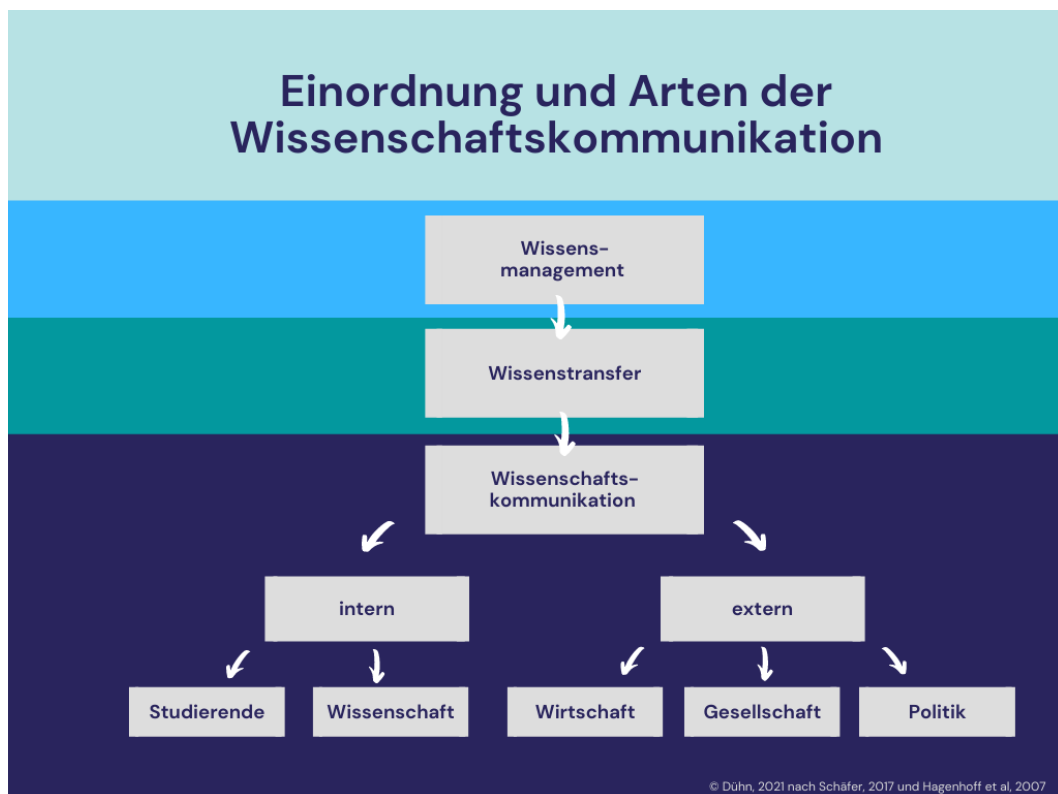 Einordnung und Arten der
Wissenschaftskommunikation
Wissens-
management
Wissenstransfer
Wissenschafts-
kommunikation
intern
extern
Studierende
Wissenschaft
Wirtschaft
Gesellschaft
Politik
© Dühn, 2021 nach Schäfer, 2017 und Hagenhoff et al, 2007